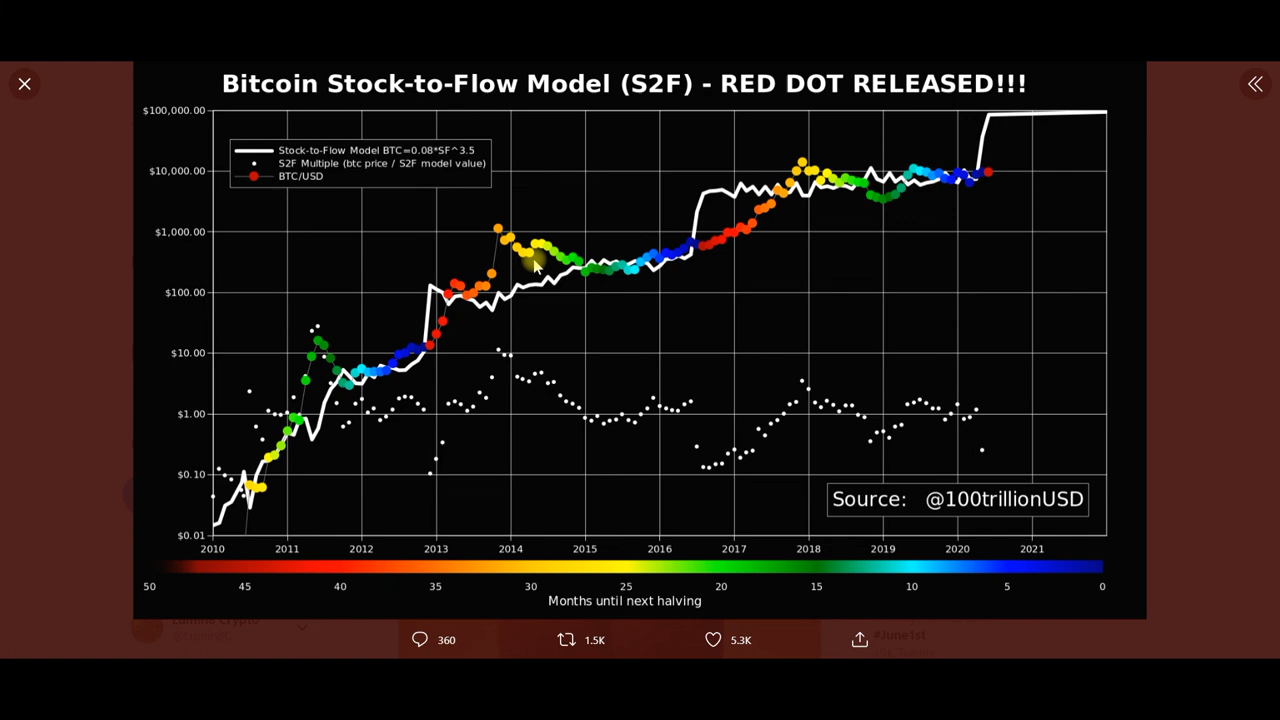 Bitcoin Stock-to-Flow Model (S2F) - RED DOT RELEASED!!!
$100,000.00
$10,000.00
$1,000.00
$100.00
$10.00
$1.00
$0.10
$0.01
Stock-to-Flow Model BTC=0.08*SF^3.5
S2F Multiple (btc price / S2F model value)
BTC/USD
Source: @100trillionUSD
2010 2011 2012 2013 2014 2015 2016 2017 2018 2019 2020 2021
50 45 40 35 30 25 20 15 10 5 0
Months until next halving
Lumina Crypto
#June1st
360 1.5K 5.3K